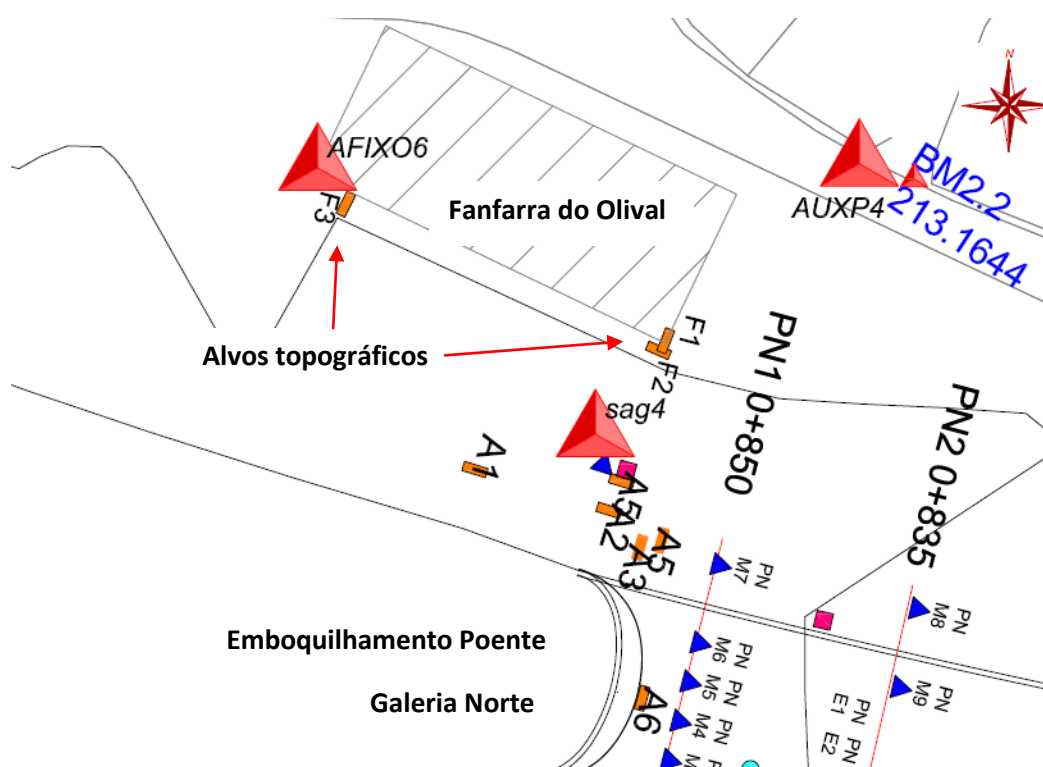 N
AFIXO6
F3
Fanfarra do Olival
AUXP4
BM2.2
213.1644
Alvos topográficos
F1
F2
sag4
PN1 0+850
PN2 0+835
A1
A5
A2
A3
A5
PN
M7
PN
M8
Emboquilhamento Poente
Galeria Norte
PN
M6
PN
M5
PN
M4
PN
M9
A6
PN
E1
PN
E2